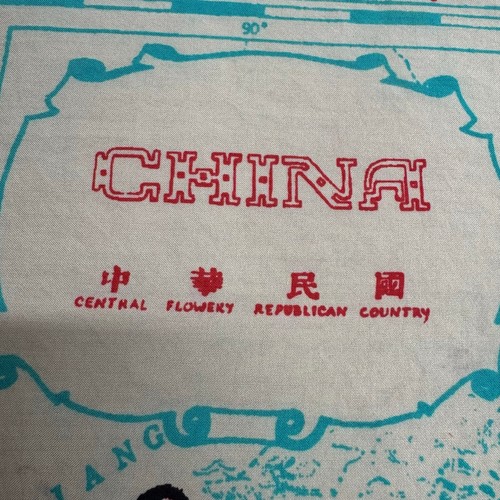 90°
CHINA
中 華 民 國
CENTRAL FLOWERY REPUBLICAN COUNTRY
IANG